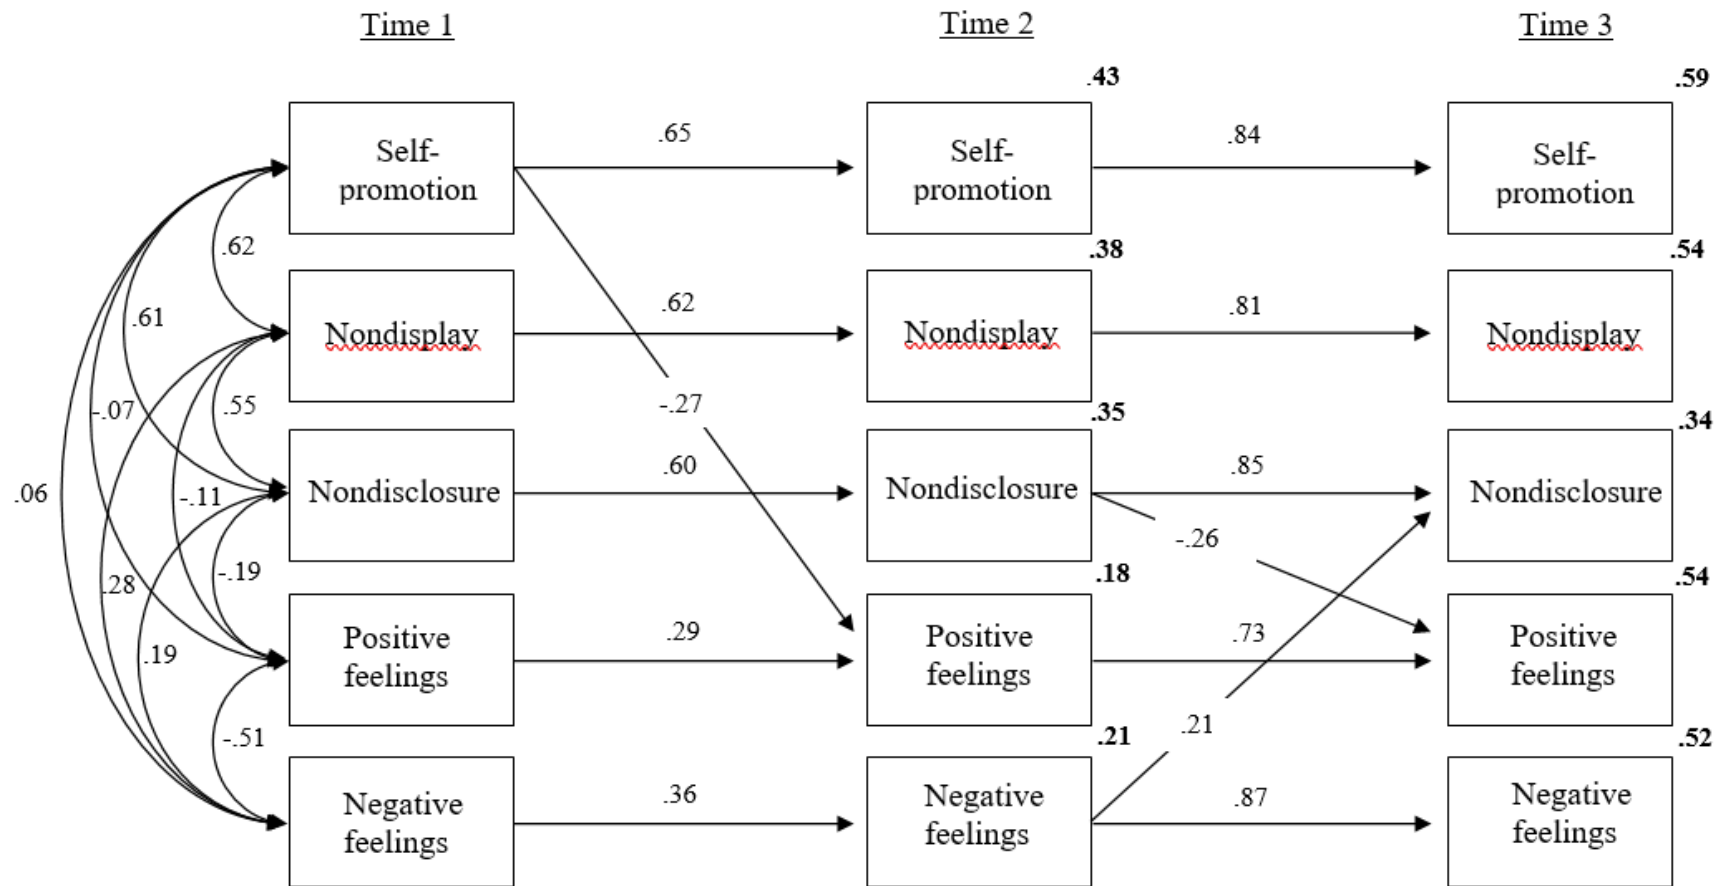 Time 1 Time 2 Time 3
.43 .59
Self- .65 Self- .84 Self-
promotion promotion promotion
.62 .38 .54
.61 Nondisplay .62 Nondisplay .81 Nondisplay
-.07 .55 -.27 .35 .34
.06 -.11 Nondisclosure .60 Nondisclosure .85 Nondisclosure
-.26
.28 -.19 .18 .54
.19 Positive .29 Positive .73 Positive
feelings feelings feelings
-.51 .21 .21 .52
Negative .36 Negative .87 Negative
feelings feelings feelings